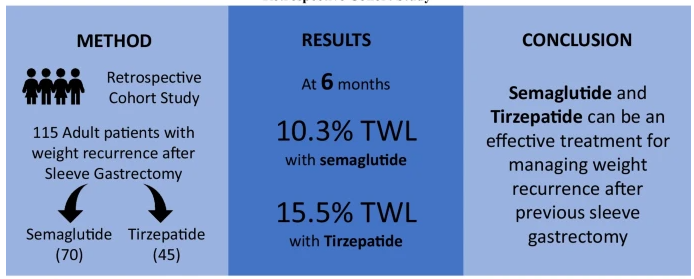 METHOD
Retrospective
Cohort Study
115 Adult patients with
weight recurrence after
Sleeve Gastrectomy
Semaglutide
(70)
Tirzepatide
(45)
RESULTS
At 6 months
10.3% TWL
with semaglutide
15.5% TWL
with Tirzepatide
CONCLUSION
Semaglutide and
Tirzepatide can be an
effective treatment for
managing weight
recurrence after
previous sleeve
gastrectomy